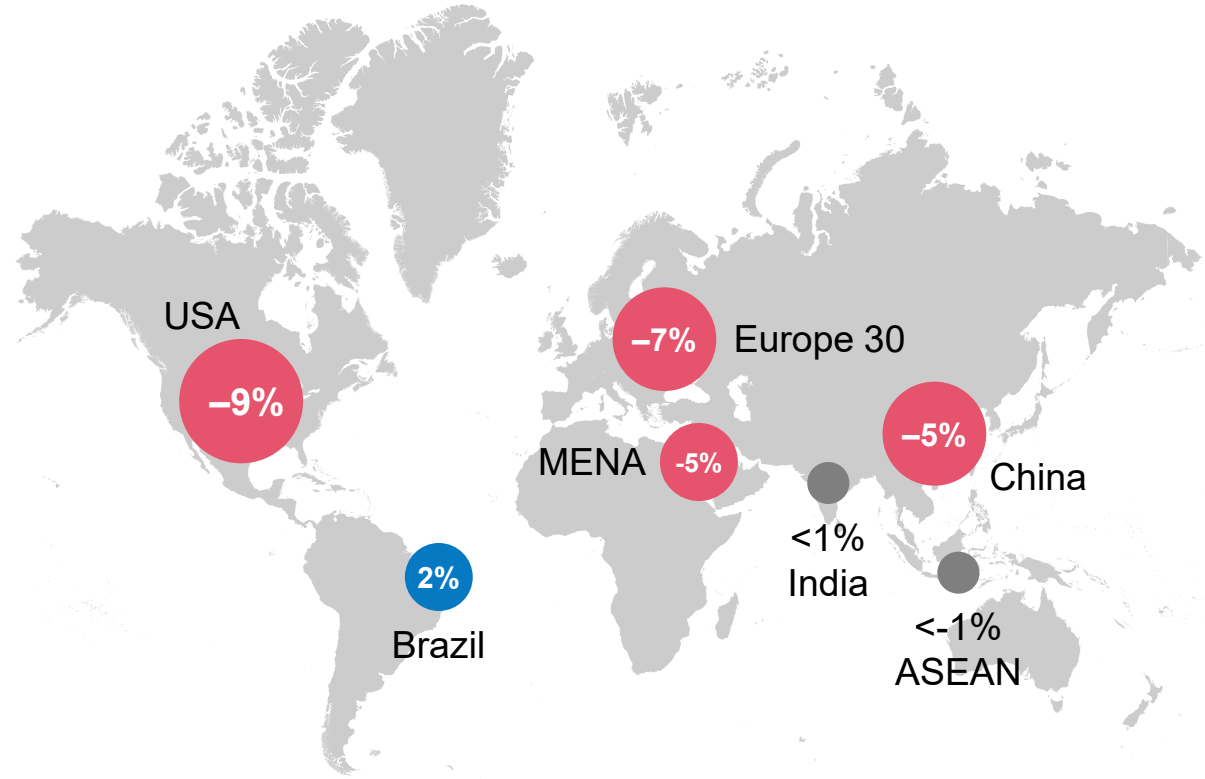 USA
–9%
–7%
Europe 30
MENA
-5%
–5%
China
<1%
India
2%
Brazil
<-1%
ASEAN